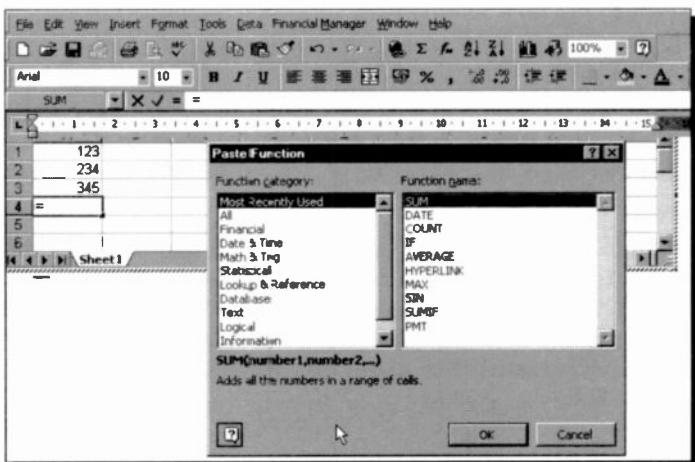 File Edit View Insert Format Tools Data Financial Manager Window Help
100%
Arial 10 B I U % ,
SUM = =
1 2 3 4 5 6 7 8 9 10 11 12 13 14 15
1 123
2 234
3 345
4 =
5
6
Sheet1
Paste Function
Function category:
Most Recently Used
All
Financial
Date & Time
Math & Trig
Statistical
Lookup & Reference
Database
Text
Logical
Information
Function name:
SUM
DATE
COUNT
IF
AVERAGE
HYPERLINK
MAX
SIN
SUMIF
PMT
SUM(number1,number2,...)
Adds all the numbers in a range of cells.
OK Cancel